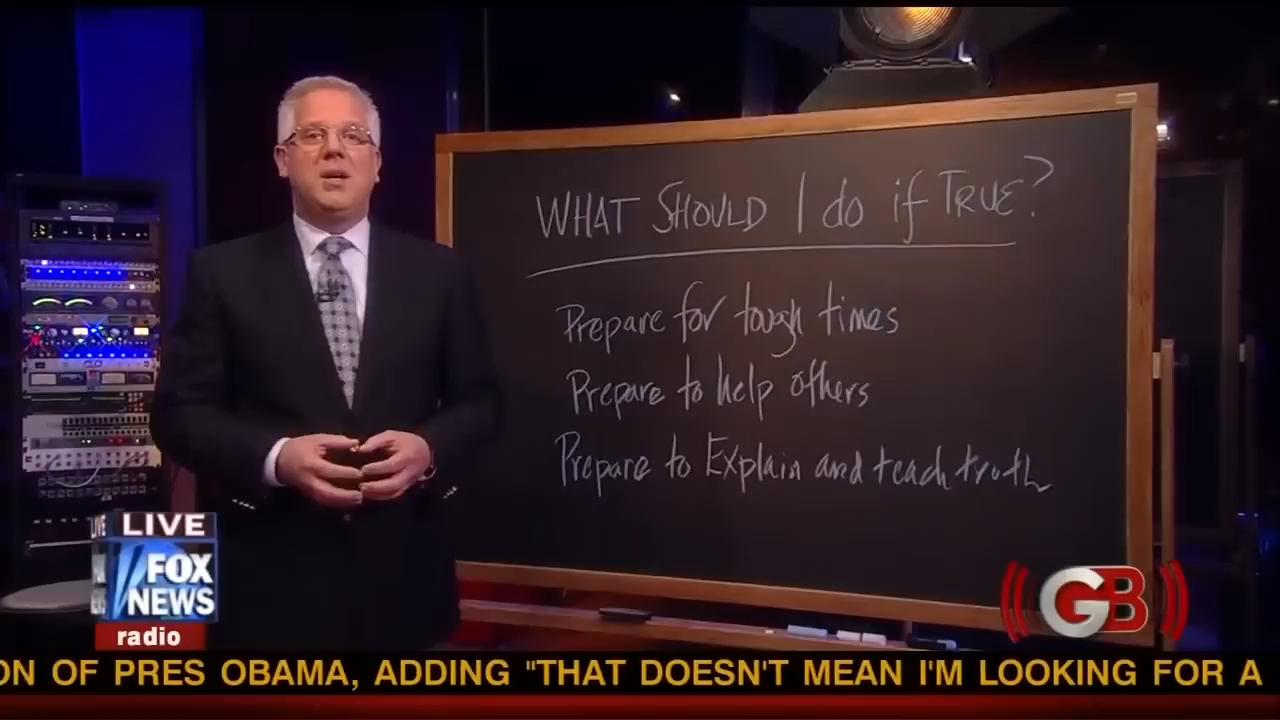 WHAT SHOULD I do if TRUE?
Prepare for tough times
Prepare to help others
Prepare to Explain and teach truth
LIVE
FOX
NEWS
radio
GB
ON OF PRES OBAMA, ADDING "THAT DOESN'T MEAN I'M LOOKING FOR A